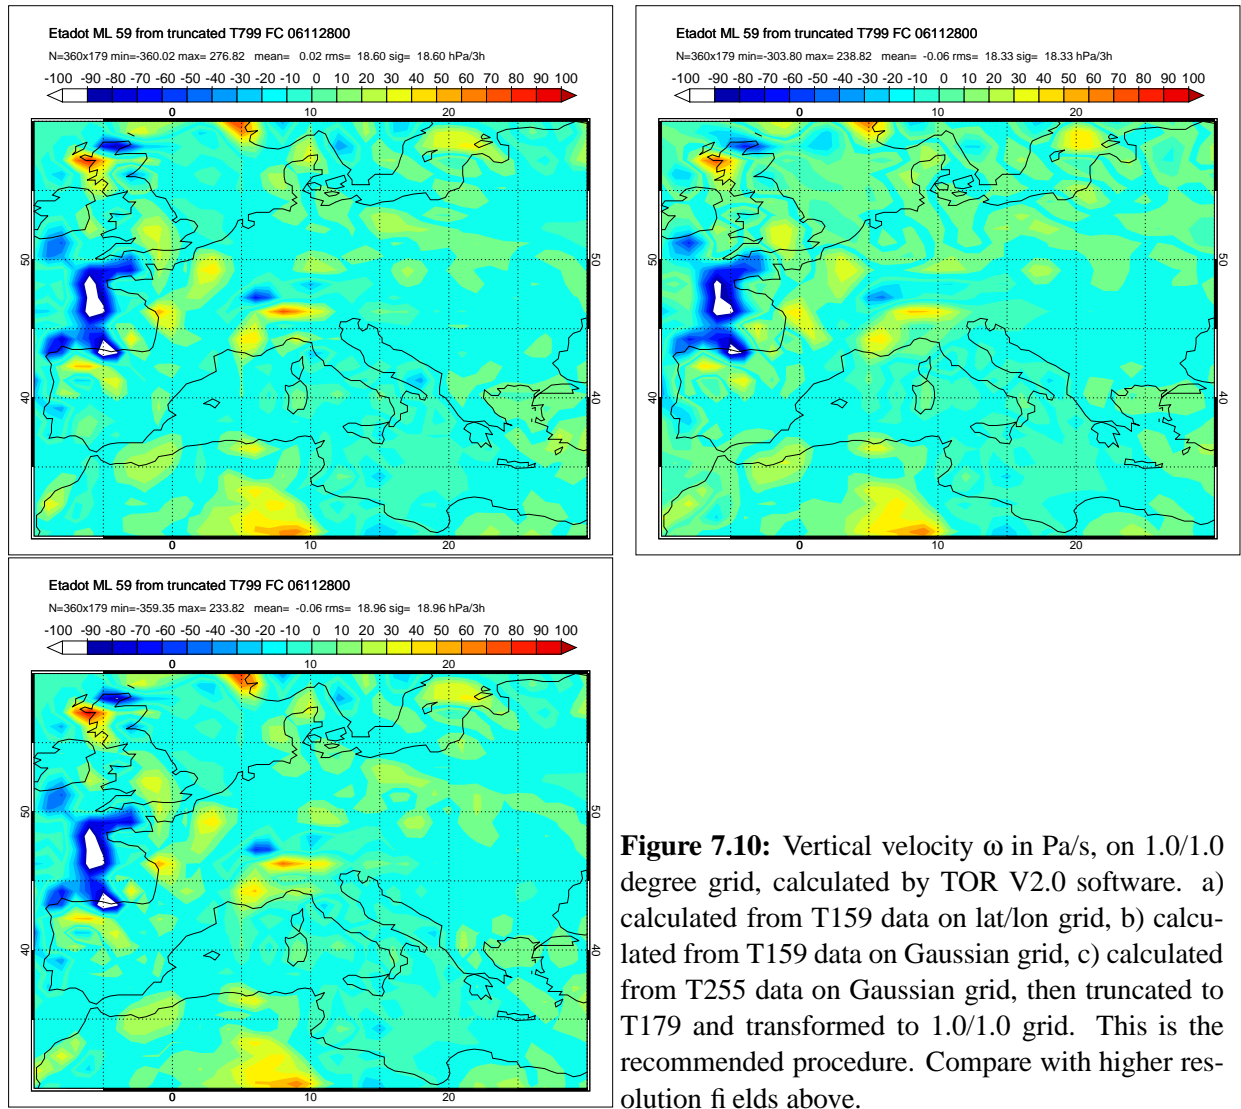 Etadot ML 59 from truncated T799 FC 06112800
N=360x179 min=-360.02 max= 276.82 mean= 0.02 rms= 18.60 sig= 18.60 hPa/3h
-100 -90 -80 -70 -60 -50 -40 -30 -20 -10 0 10 20 30 40 50 60 70 80 90 100
0 10 20
50
40
0 10 20
Etadot ML 59 from truncated T799 FC 06112800
N=360x179 min=-303.80 max= 238.82 mean= -0.06 rms= 18.33 sig= 18.33 hPa/3h
-100 -90 -80 -70 -60 -50 -40 -30 -20 -10 0 10 20 30 40 50 60 70 80 90 100
0 10 20
50 50
40 40
0 10 20
Etadot ML 59 from truncated T799 FC 06112800
N=360x179 min=-359.35 max= 233.82 mean= -0.06 rms= 18.96 sig= 18.96 hPa/3h
-100 -90 -80 -70 -60 -50 -40 -30 -20 -10 0 10 20 30 40 50 60 70 80 90 100
0 10 20
50 50
40 40
0 10 20
Figure 7.10: Vertical velocity ω in Pa/s, on 1.0/1.0
degree grid, calculated by TOR V2.0 software. a)
calculated from T159 data on lat/lon grid, b) calcu-
lated from T159 data on Gaussian grid, c) calculated
from T255 data on Gaussian grid, then truncated to
T179 and transformed to 1.0/1.0 grid. This is the
recommended procedure. Compare with higher res-
olution fi elds above.